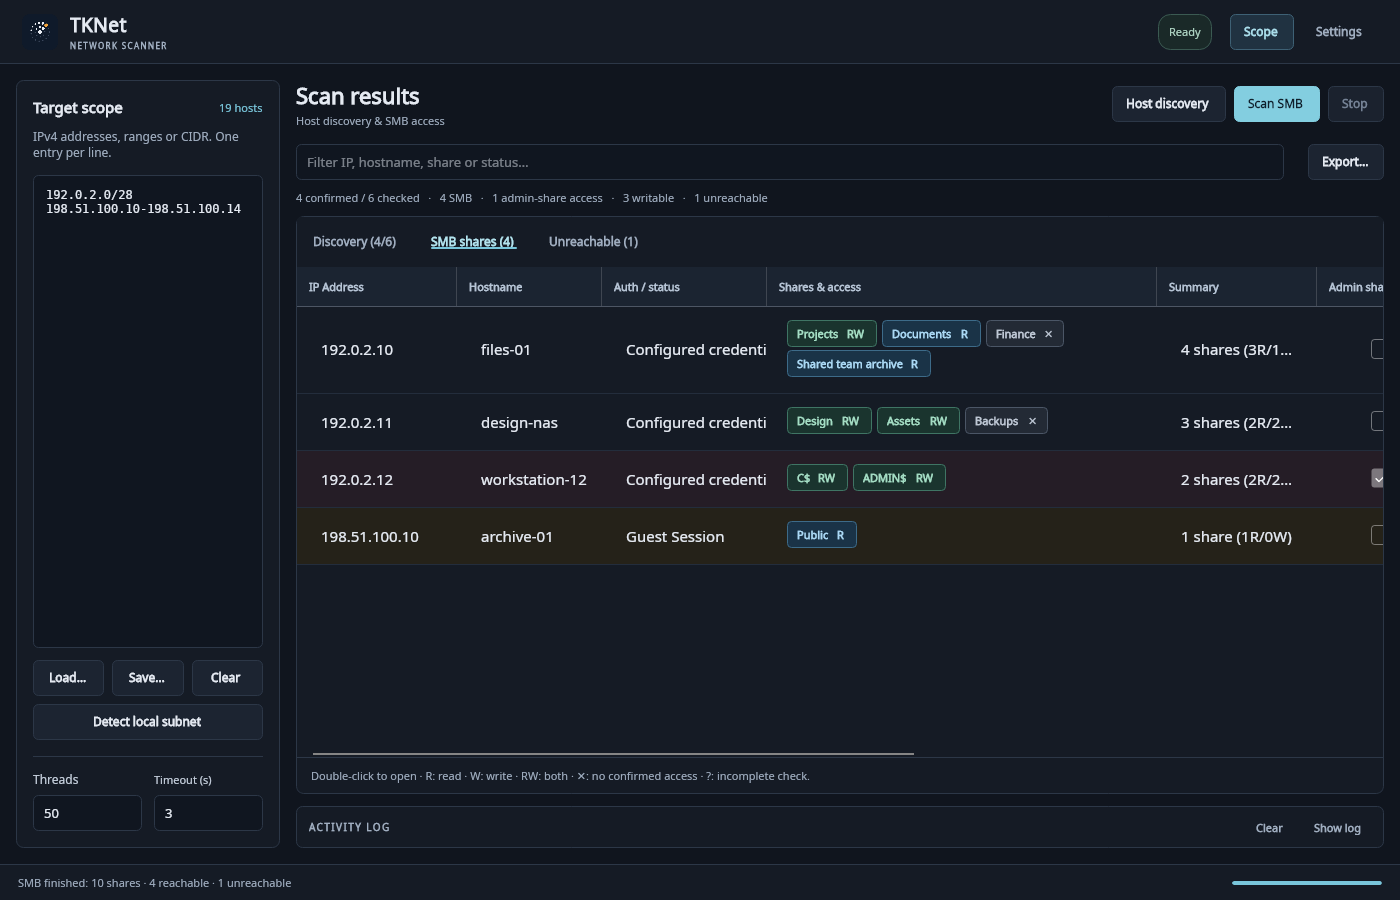 TKNet
NETWORK SCANNER
Ready
Scope
Settings
Target scope
19 hosts
IPv4 addresses, ranges or CIDR. One
entry per line.
192.0.2.0/28
198.51.100.10-198.51.100.14
Load...
Save...
Clear
Detect local subnet
Threads
Timeout (s)
50
3
Scan results
Host discovery & SMB access
Host discovery
Scan SMB
Stop
Filter IP, hostname, share or status...
Export...
4 confirmed / 6 checked · 4 SMB · 1 admin-share access · 3 writable · 1 unreachable
Discovery (4/6)
SMB shares (4)
Unreachable (1)
IP Address
Hostname
Auth / status
Shares & access
Summary
Admin sha
192.0.2.10
files-01
Configured credenti
Projects RW
Documents R
Finance ×
Shared team archive R
4 shares (3R/1...
192.0.2.11
design-nas
Configured credenti
Design RW
Assets RW
Backups ×
3 shares (2R/2...
192.0.2.12
workstation-12
Configured credenti
C$ RW
ADMIN$ RW
2 shares (2R/2...
198.51.100.10
archive-01
Guest Session
Public R
1 share (1R/0W)
Double-click to open · R: read · W: write · RW: both · ×: no confirmed access · ?: incomplete check.
ACTIVITY LOG
Clear
Show log
SMB finished: 10 shares · 4 reachable · 1 unreachable